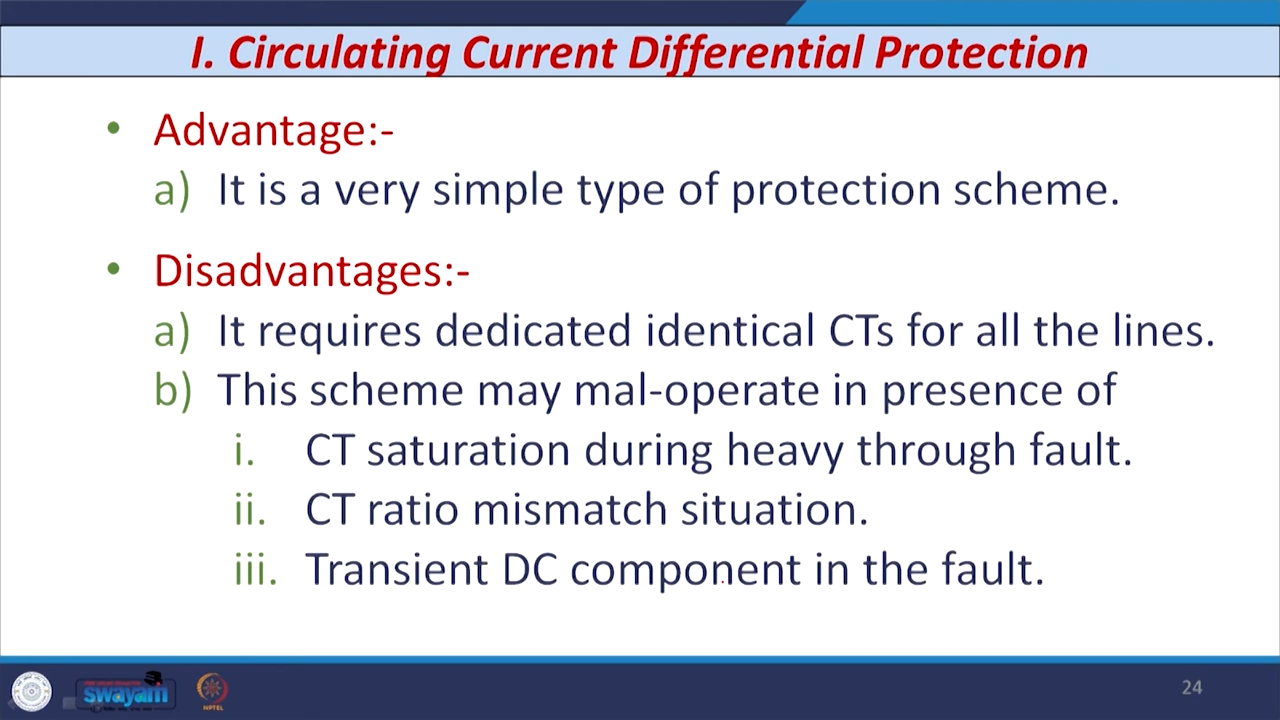 I. Circulating Current Differential Protection
• Advantage:-
a) It is a very simple type of protection scheme.
• Disadvantages:-
a) It requires dedicated identical CTs for all the lines.
b) This scheme may mal-operate in presence of
i. CT saturation during heavy through fault.
ii. CT ratio mismatch situation.
iii. Transient DC component in the fault.
swayam
NPTEL
24